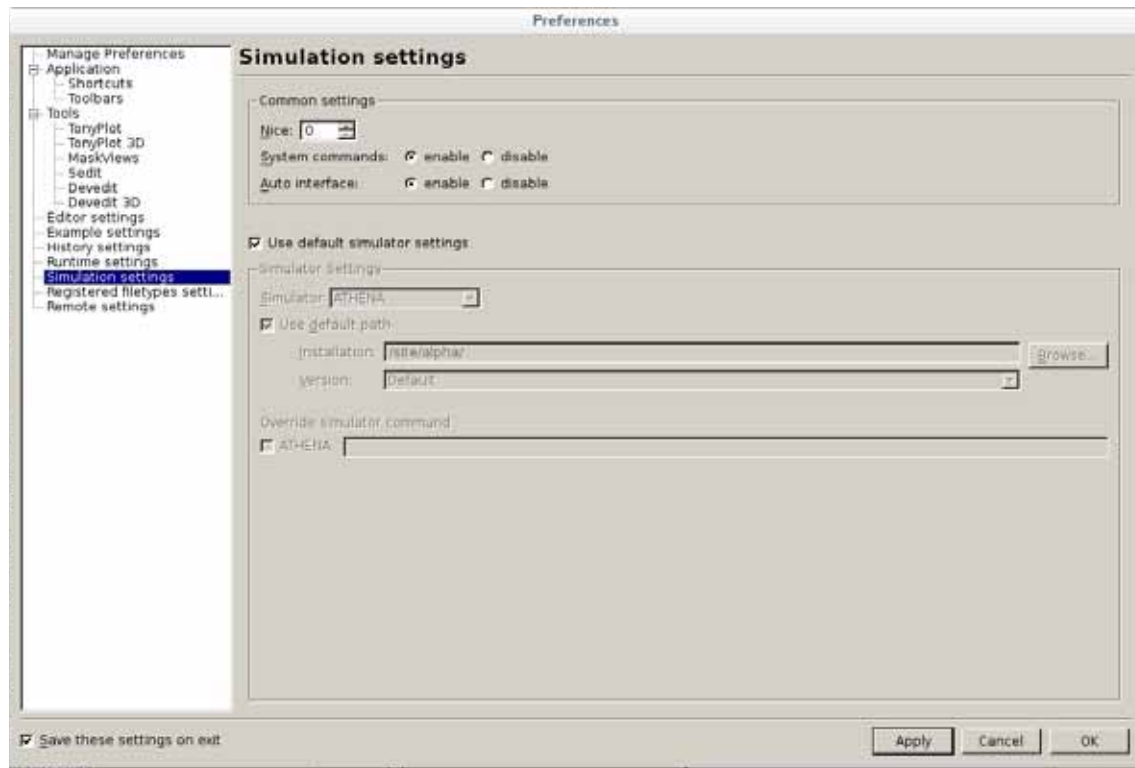 Preferences
Manage Preferences
Application
Shortcuts
Toolbars
Tools
TonyPlot
TonyPlot 3D
MaskViews
Sedit
Devedit
Devedit 3D
Editor settings
Example settings
History settings
Runtime settings
Simulation settings
Registered filetypes setti...
Remote settings
Simulation settings
Common settings
Nice: 0
System commands: enable disable
Auto interface: enable disable
Use default simulator settings
Simulator Settings
Simulator ATHENA
Use default path
Installation: /site/alpha/
Version: Default
Browse...
Override simulator command
ATHENA
Save these settings on exit
Apply Cancel OK